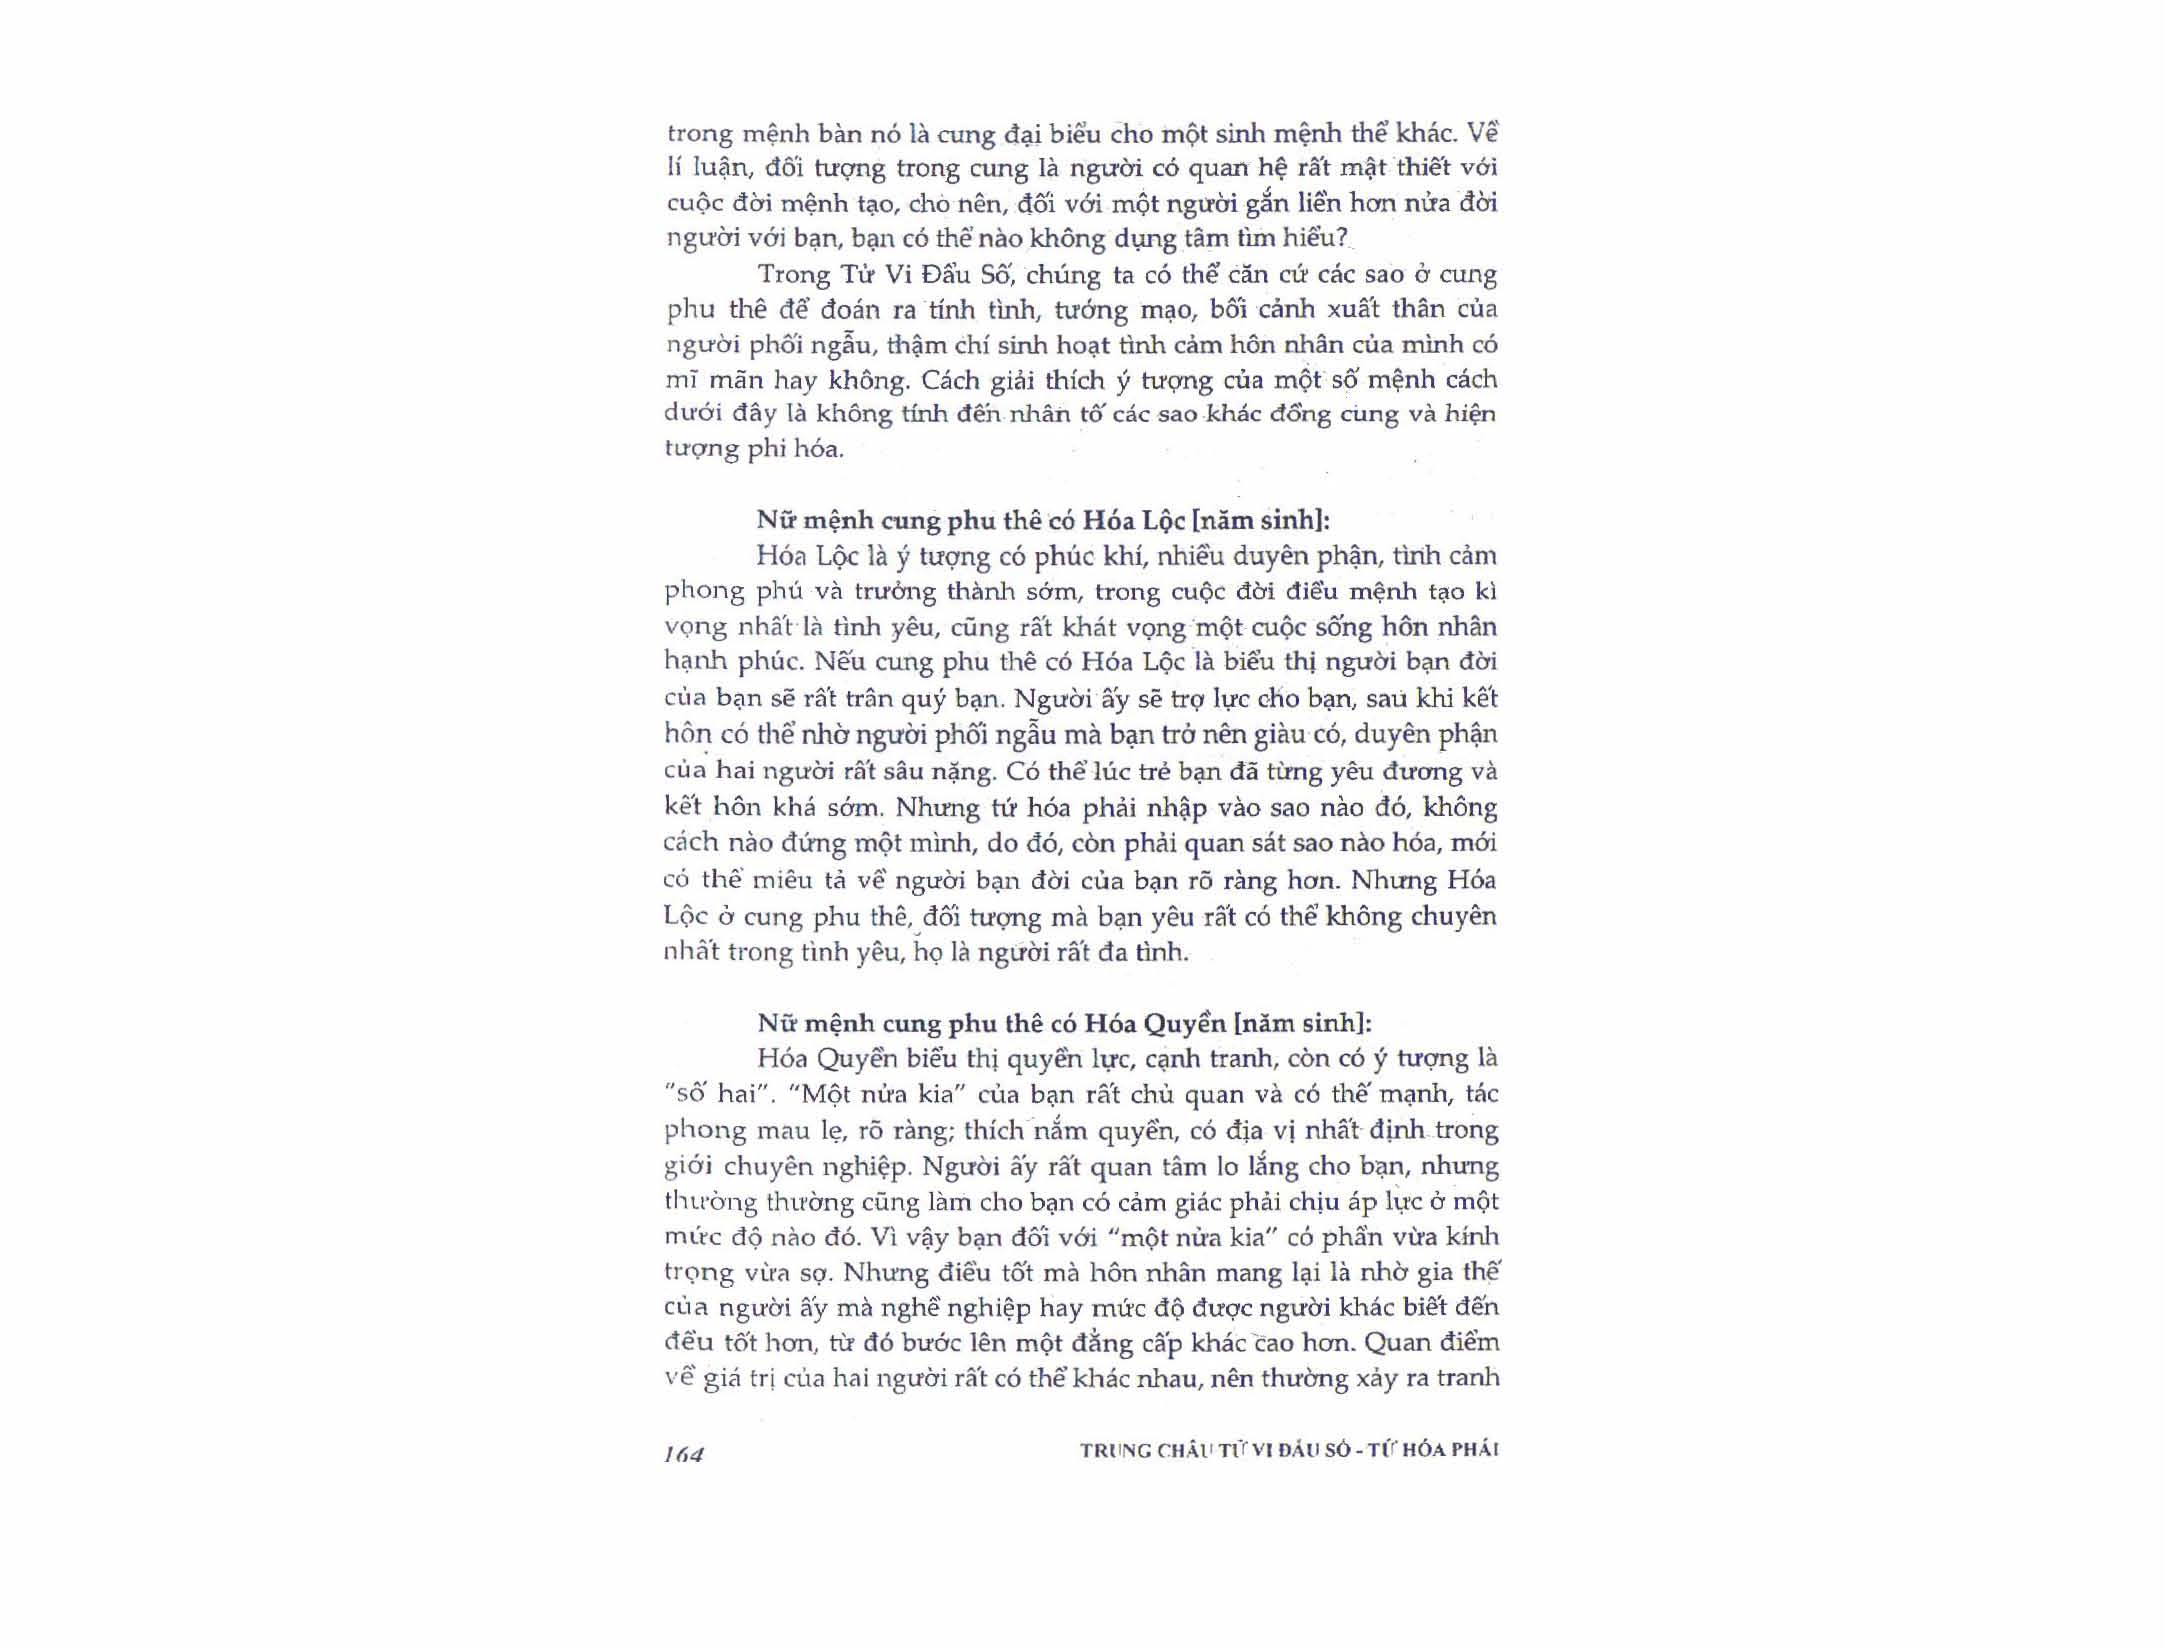 trong mệnh bàn nó là cung đại biểu cho một sinh mệnh thể khác. Về
lí luận, đối tượng trong cung là người có quan hệ rất mật thiết với
cuộc đời mệnh tạo, cho nên, đối với một người gắn liền hơn nửa đời
người với bạn, bạn có thể nào không dụng tâm tìm hiểu?
Trong Tử Vi Đẩu Số, chúng ta có thể căn cứ các sao ở cung
phu thê để đoán ra tính tình, tướng mạo, bối cảnh xuất thân của
người phối ngẫu, thậm chí sinh hoạt tình cảm hôn nhân của mình có
mĩ mãn hay không. Cách giải thích ý tượng của một số mệnh cách
dưới đây là không tính đến nhân tố các sao khác đồng cung và hiện
tượng phi hóa.
Nữ mệnh cung phu thê có Hóa Lộc [năm sinh]:
Hóa Lộc là ý tượng có phúc khí, nhiều duyên phận, tình cảm
phong phú và trưởng thành sớm, trong cuộc đời điều mệnh tạo kì
vọng nhất là tình yêu, cũng rất khát vọng một cuộc sống hôn nhân
hạnh phúc. Nếu cung phu thê có Hóa Lộc là biểu thị người bạn đời
của bạn sẽ rất trân quý bạn. Người ấy sẽ trợ lực cho bạn, sau khi kết
hôn có thể nhờ người phối ngẫu mà bạn trở nên giàu có, duyên phận
của hai người rất sâu nặng. Có thể lúc trẻ bạn đã từng yêu đương và
kết hôn khá sớm. Nhưng tứ hóa phải nhập vào sao nào đó, không
cách nào đứng một mình, do đó, còn phải quan sát sao nào hóa, mới
có thể miêu tả về người bạn đời của bạn rõ ràng hơn. Nhưng Hóa
Lộc ở cung phu thê, đối tượng mà bạn yêu rất có thể không chuyên
nhất trong tình yêu, họ là người rất đa tình.
Nữ mệnh cung phu thê có Hóa Quyền [năm sinh]:
Hóa Quyền biểu thị quyền lực, cạnh tranh, còn có ý tượng là
"số hai". "Một nửa kia" của bạn rất chủ quan và có thế mạnh, tác
phong mau lẹ, rõ ràng; thích nắm quyền, có địa vị nhất định trong
giới chuyên nghiệp. Người ấy rất quan tâm lo lắng cho bạn, nhưng
thường thường cũng làm cho bạn có cảm giác phải chịu áp lực ở một
mức độ nào đó. Vì vậy bạn đối với "một nửa kia" có phần vừa kính
trọng vừa sợ. Nhưng điều tốt mà hôn nhân mang lại là nhờ gia thế
của người ấy mà nghề nghiệp hay mức độ được người khác biết đến
đều tốt hơn, từ đó bước lên một đẳng cấp khác cao hơn. Quan điểm
về giá trị của hai người rất có thể khác nhau, nên thường xảy ra tranh
164 TRUNG CHÂU TỬ VI ĐẨU SỐ - TỨ HÓA PHÁI